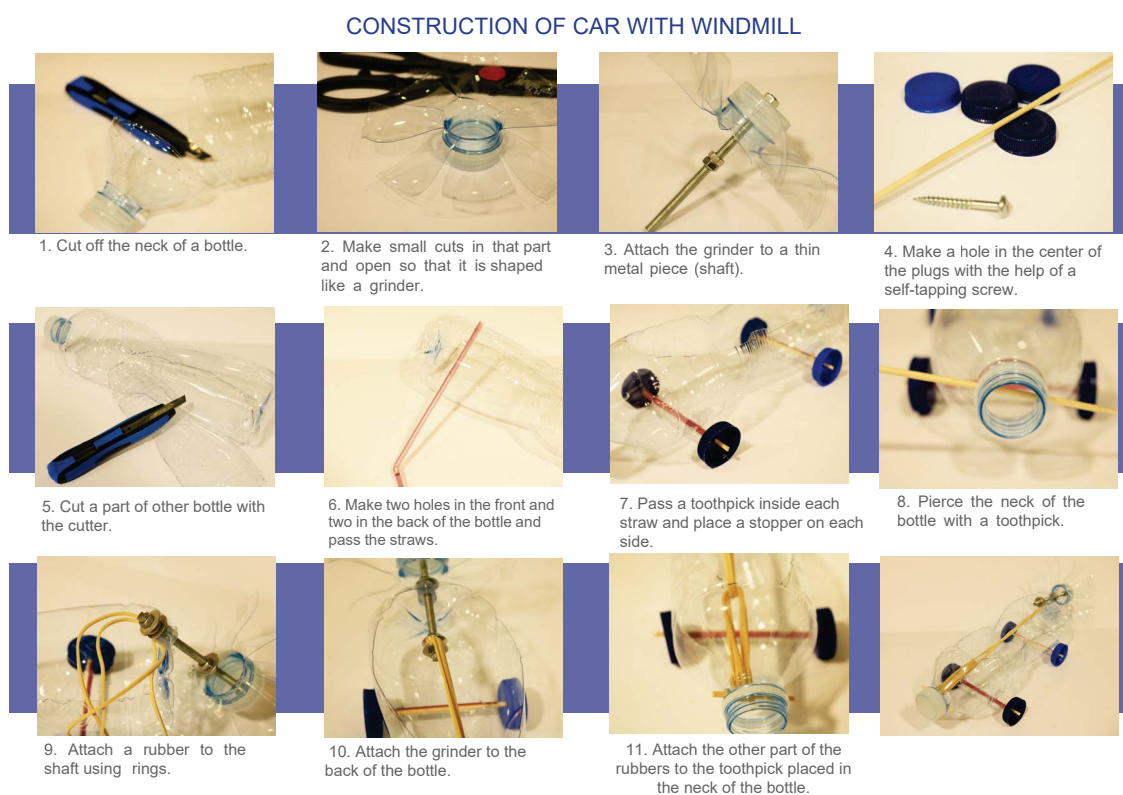 CONSTRUCTION OF CAR WITH WINDMILL
1. Cut off the neck of a bottle.
2. Make small cuts in that part
and open so that it is shaped
like a grinder.
3. Attach the grinder to a thin
metal piece (shaft).
4. Make a hole in the center of
the plugs with the help of a
self-tapping screw.
5. Cut a part of other bottle with
the cutter.
6. Make two holes in the front and
two in the back of the bottle and
pass the straws.
7. Pass a toothpick inside each
straw and place a stopper on each
side.
8. Pierce the neck of the
bottle with a toothpick.
9. Attach a rubber to the
shaft using rings.
10. Attach the grinder to the
back of the bottle.
11. Attach the other part of the
rubbers to the toothpick placed in
the neck of the bottle.